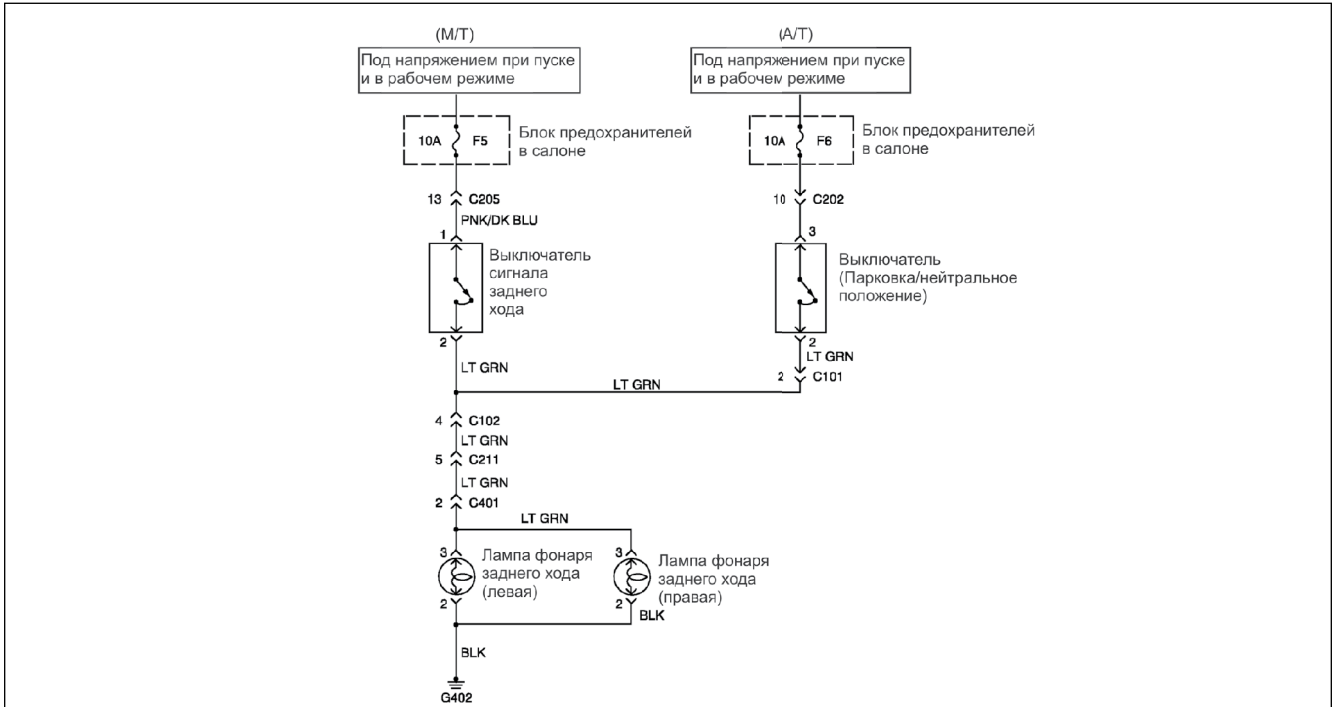 (M/T)
(A/T)
Под напряжением при пуске
и в рабочем режиме
Под напряжением при пуске
и в рабочем режиме
10A
F5
Блок предохранителей
в салоне
10A
F6
Блок предохранителей
в салоне
13
C205
10
C202
PNK/DK BLU
1
3
Выключатель
сигнала
заднего
хода
Выключатель
(Парковка/нейтральное
положение)
2
2
LT GRN
LT GRN
2
C101
LT GRN
4
C102
LT GRN
5
C211
LT GRN
2
C401
LT GRN
3
Лампа фонаря
заднего хода
(левая)
3
Лампа фонаря
заднего хода
(правая)
2
2
BLK
BLK
G402